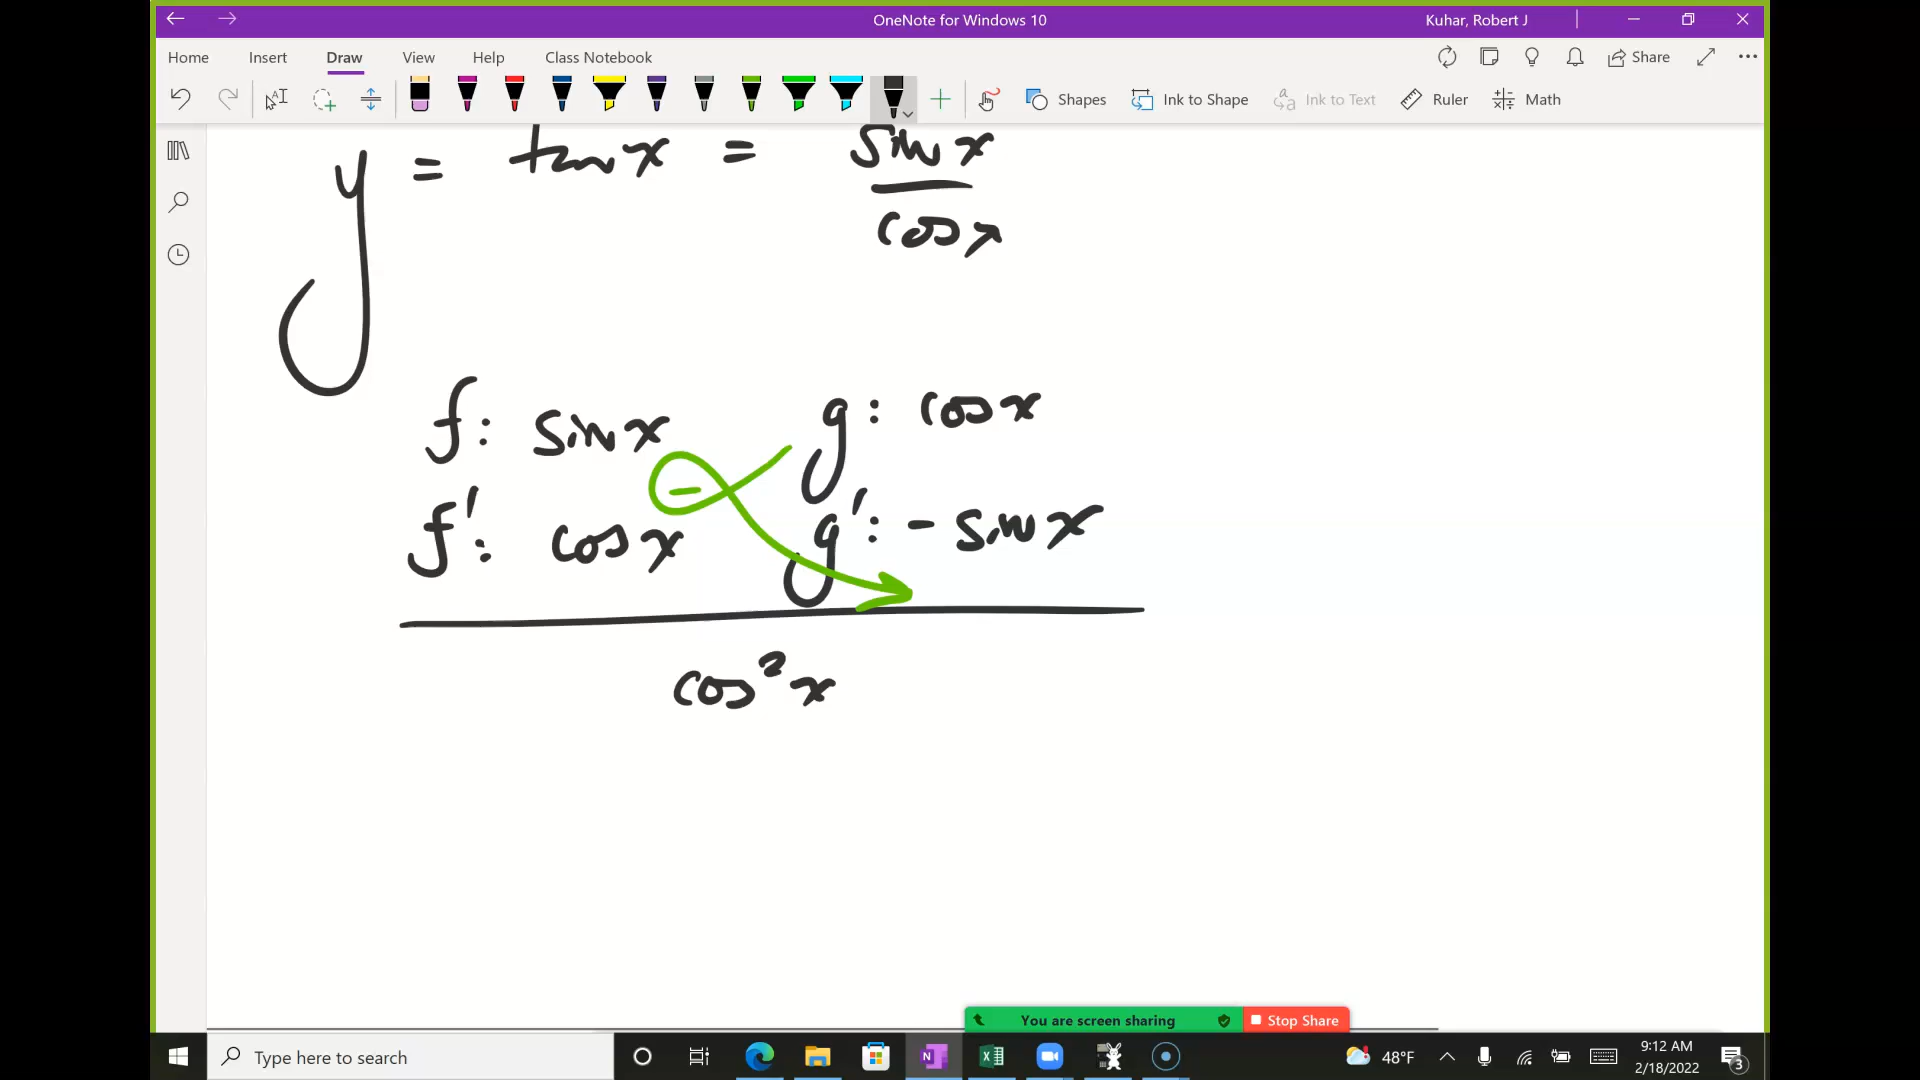 OneNote for Windows 10
Kuhar, Robert J
Home Insert Draw View Help Class Notebook
Share
Shapes Ink to Shape Ink to Text Ruler Math
y = tan x = sin x
cos x
f: sin x g: cos x
f': cos x g': - sin x
−
cos² x
You are screen sharing Stop Share
Type here to search
48°F
9:12 AM
2/18/2022
3